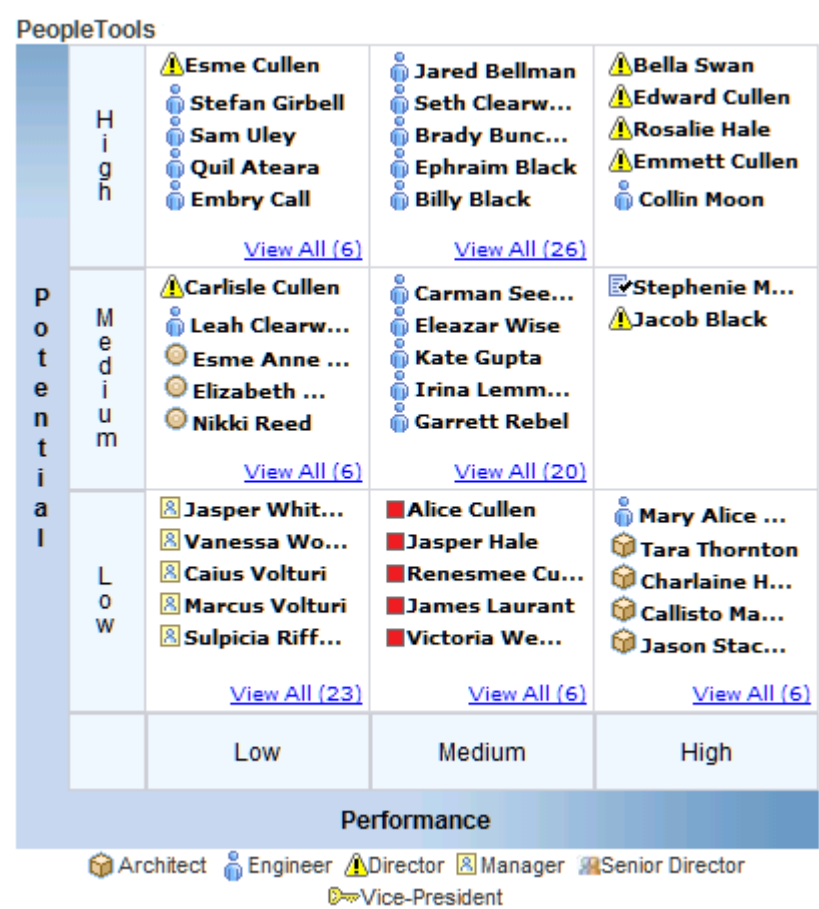 PeopleTools
Potential
High
Esme Cullen
Stefan Girbell
Sam Uley
Quil Ateara
Embry Call
View All (6)
Jared Bellman
Seth Clearw...
Brady Bunc...
Ephraim Black
Billy Black
View All (26)
Bella Swan
Edward Cullen
Rosalie Hale
Emmett Cullen
Collin Moon
Medium
Carlisle Cullen
Leah Clearw...
Esme Anne ...
Elizabeth ...
Nikki Reed
View All (6)
Carman See...
Eleazar Wise
Kate Gupta
Irina Lemm...
Garrett Rebel
View All (20)
Stephenie M...
Jacob Black
Low
Jasper Whit...
Vanessa Wo...
Caius Volturi
Marcus Volturi
Sulpicia Riff...
View All (23)
Alice Cullen
Jasper Hale
Renesmee Cu...
James Laurant
Victoria We...
View All (6)
Mary Alice ...
Tara Thornton
Charlaine H...
Callisto Ma...
Jason Stac...
View All (6)
Low Medium High
Performance
Architect Engineer Director Manager Senior Director
Vice-President